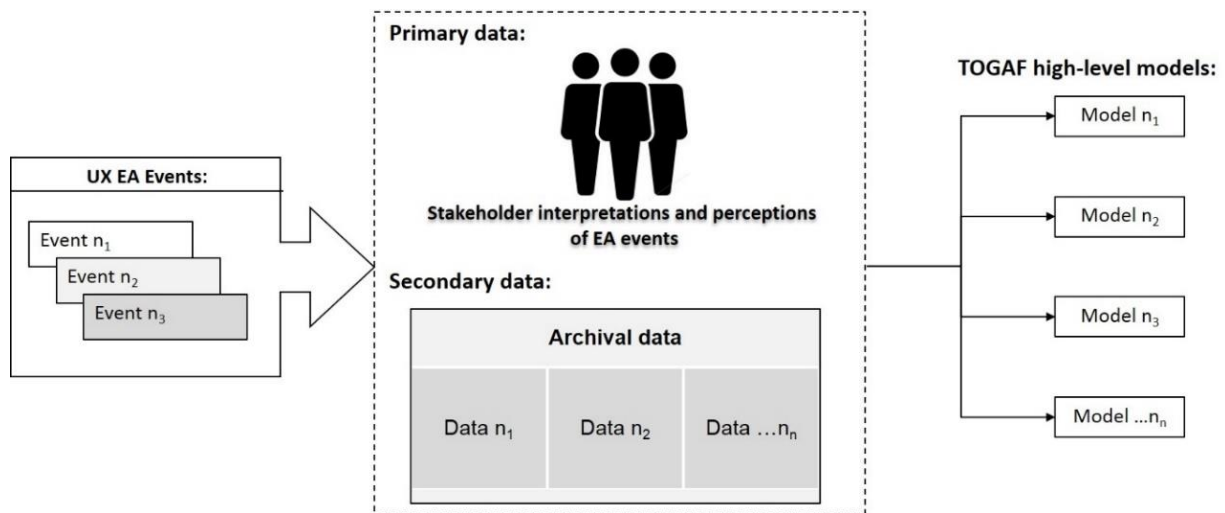 UX EA Events:
Event n₁
Event n₂
Event n₃
Primary data:
Stakeholder interpretations and perceptions
of EA events
Secondary data:
Archival data
Data n₁
Data n₂
Data …nₙ
TOGAF high-level models:
Model n₁
Model n₂
Model n₃
Model …nₙ